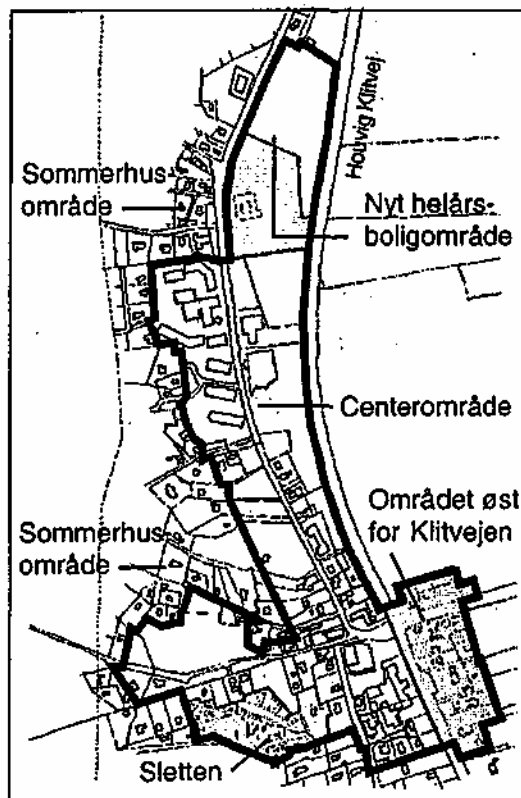 Houvig Klitvej
Sommerhus-
område
Nyt helårs-
boligområde
Centerområde
Området øst
for Klitvejen
Sommerhus-
område
Sletten